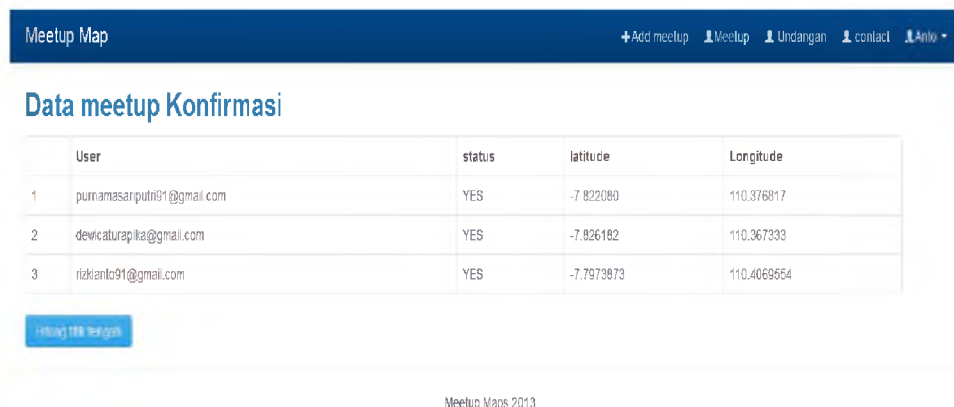 Meetup Map +Add meetup Meetup Undangan contact Anto
Data meetup Konfirmasi
User status latitude Longitude
1 purnamasariputri91@gmail.com YES -7.822080 110.376817
2 dewicaturapika@gmail.com YES -7.826182 110.367333
3 rizkianto91@gmail.com YES -7.7973873 110.4069554
Hitung titik tengah
Meetup Maps 2013